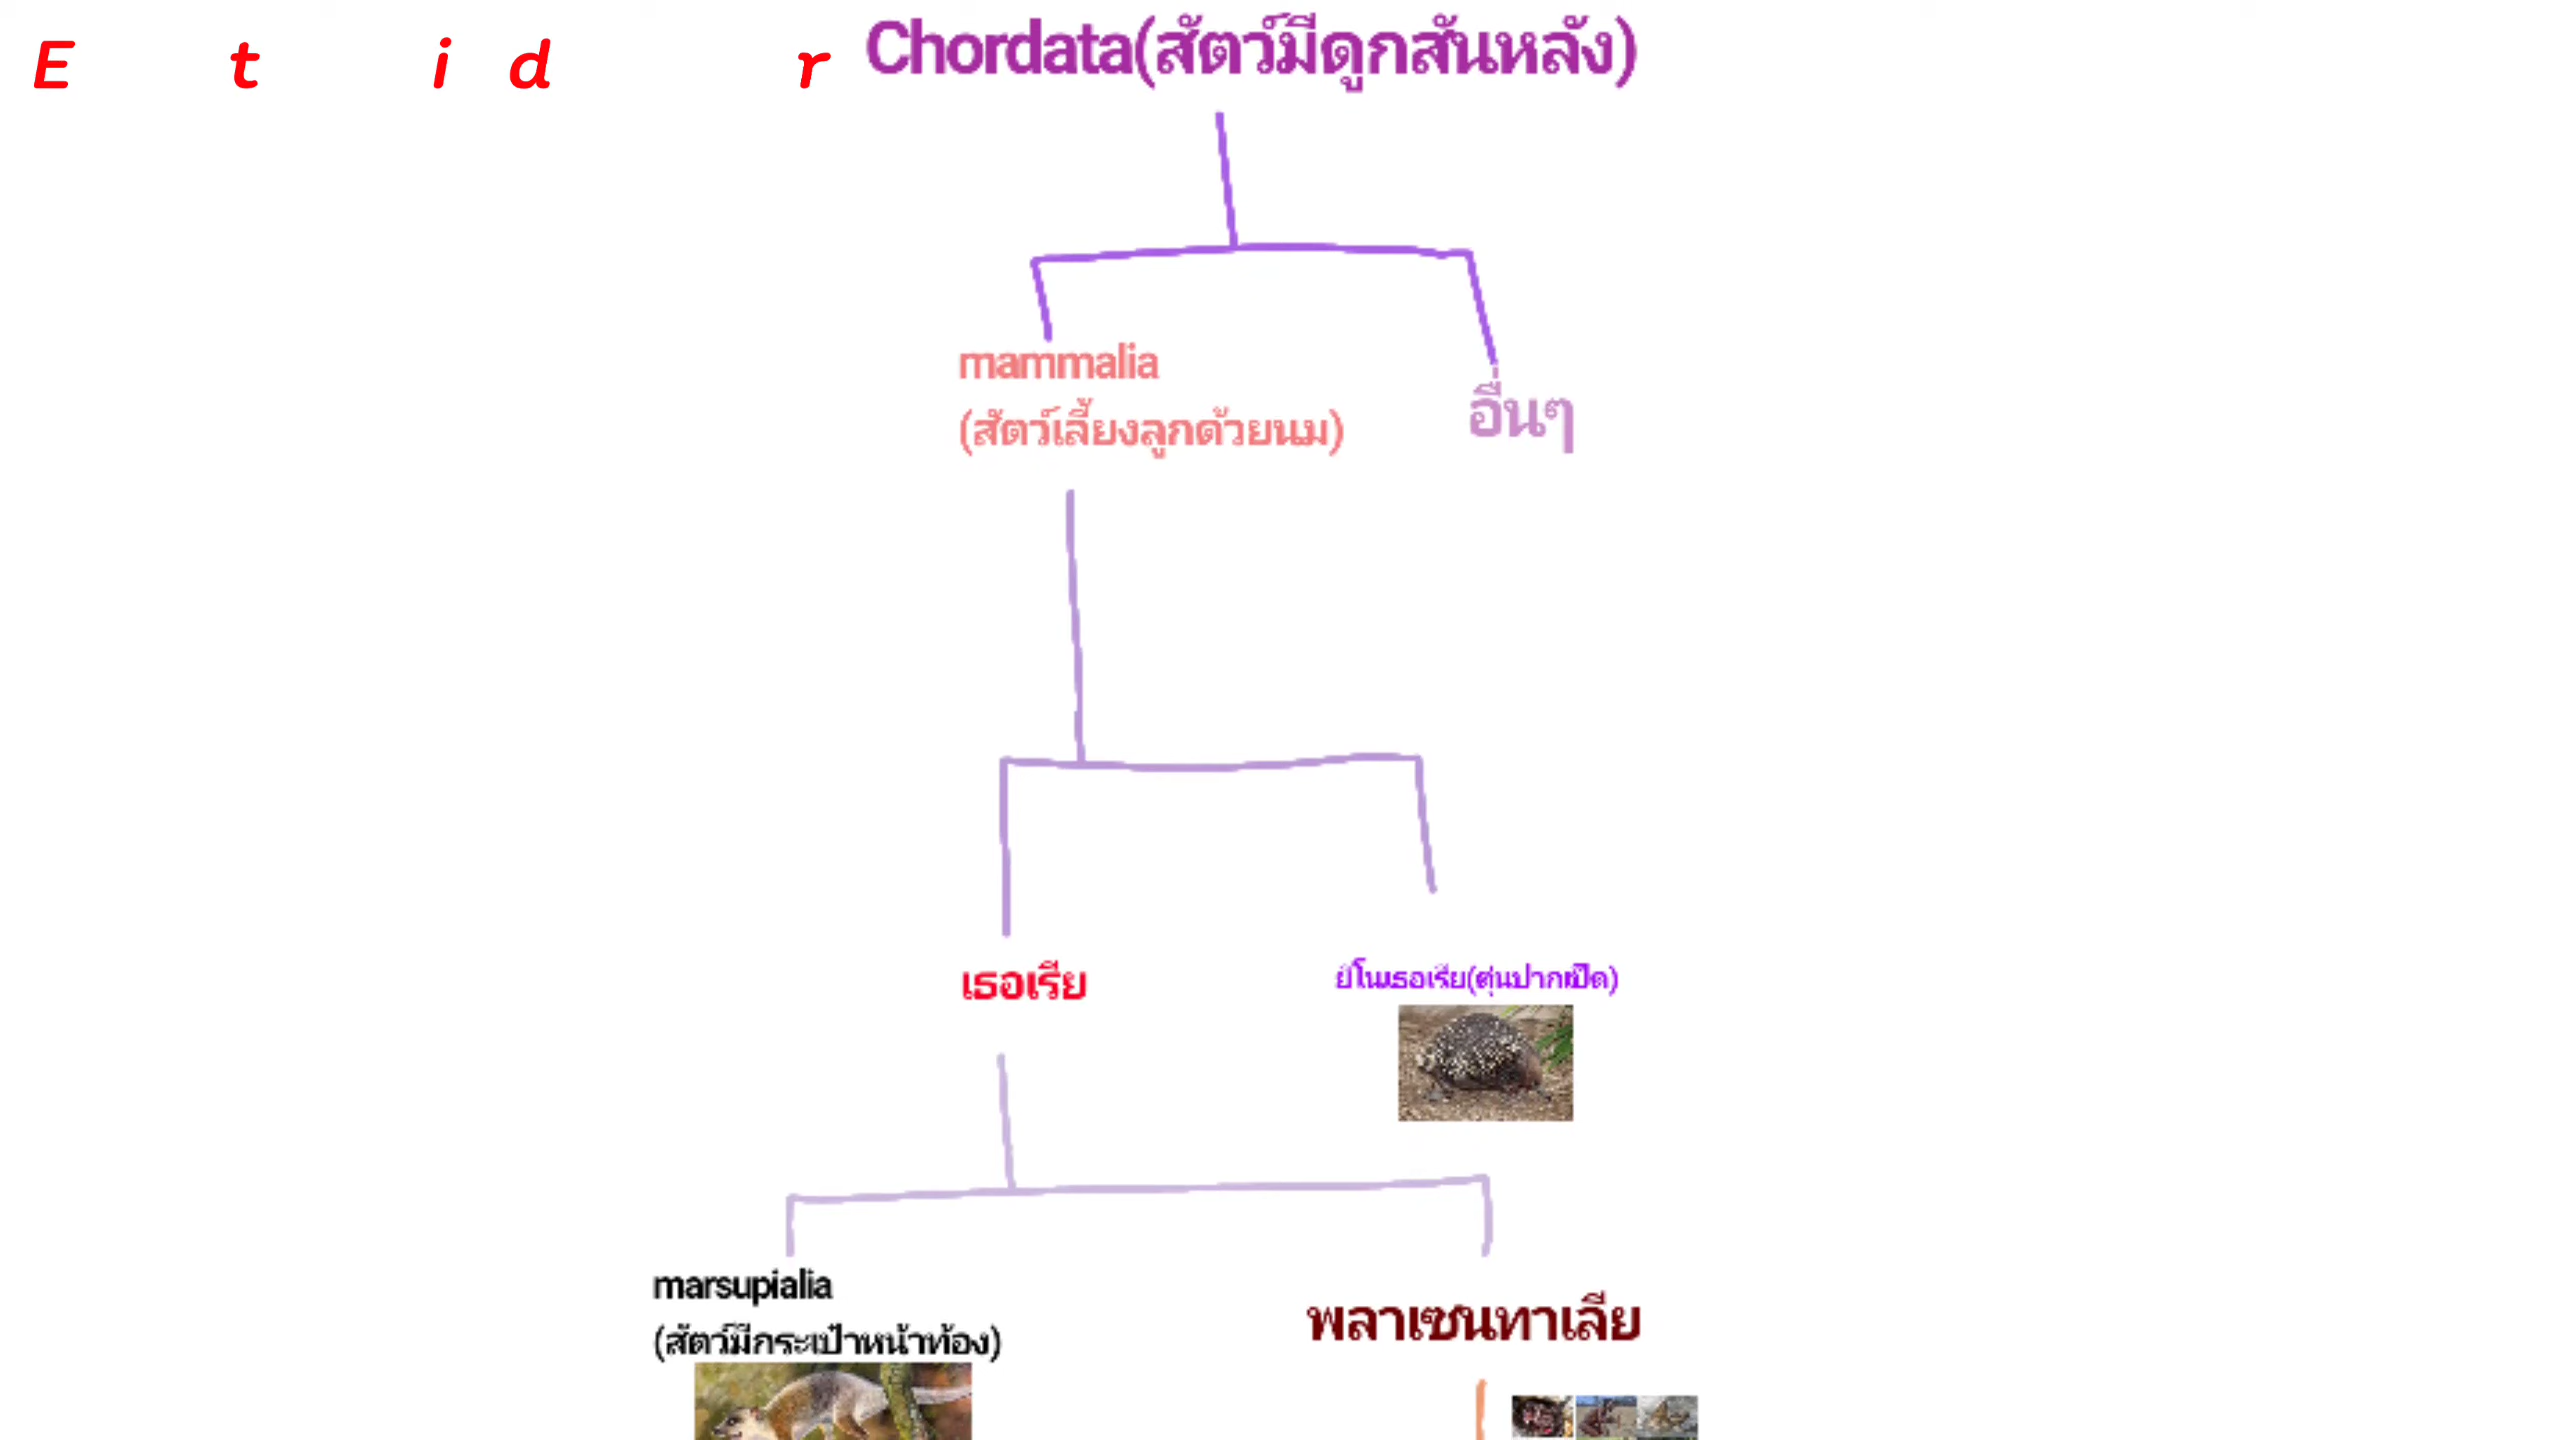 E t i d r
Chordata(สัตว์มีดูกสันหลัง)
mammalia
(สัตว์เลี้ยงลูกด้วยนม)
อื่นๆ
เธอเรีย
ยีโนเธอเรีย(ตุ่นปากเป็ด)
marsupialia
(สัตว์มีกระเป๋าหน้าท้อง)
พลาเซนทาเลีย